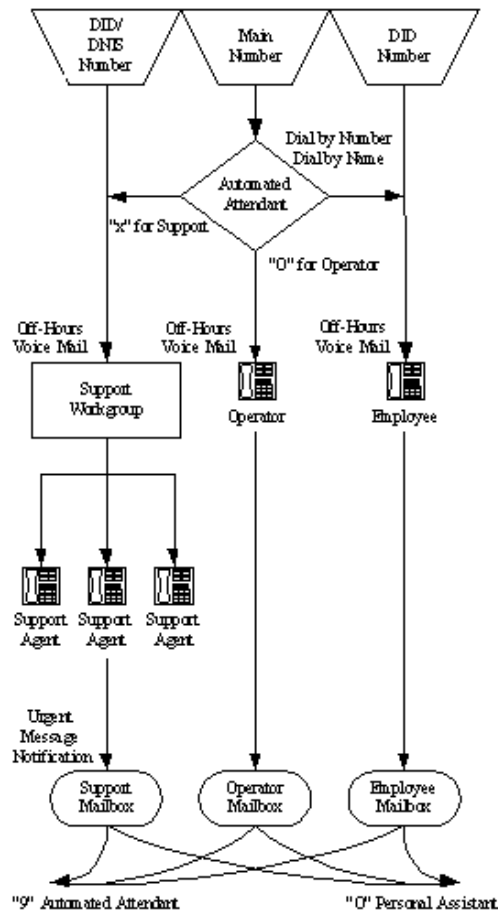 DID/
DNIS
Number
Main
Number
DID
Number
Dial by Number
Dial by Name
Automated
Attendant
"x" for Support
"0" for Operator
Off-Hours
Voice Mail
Off-Hours
Voice Mail
Off-Hours
Voice Mail
Support
Workgroup
Operator
Employee
Support
Agent
Support
Agent
Support
Agent
Urgent
Message
Notification
Support
Mailbox
Operator
Mailbox
Employee
Mailbox
"9" Automated Attendant
"0" Personal Assistant